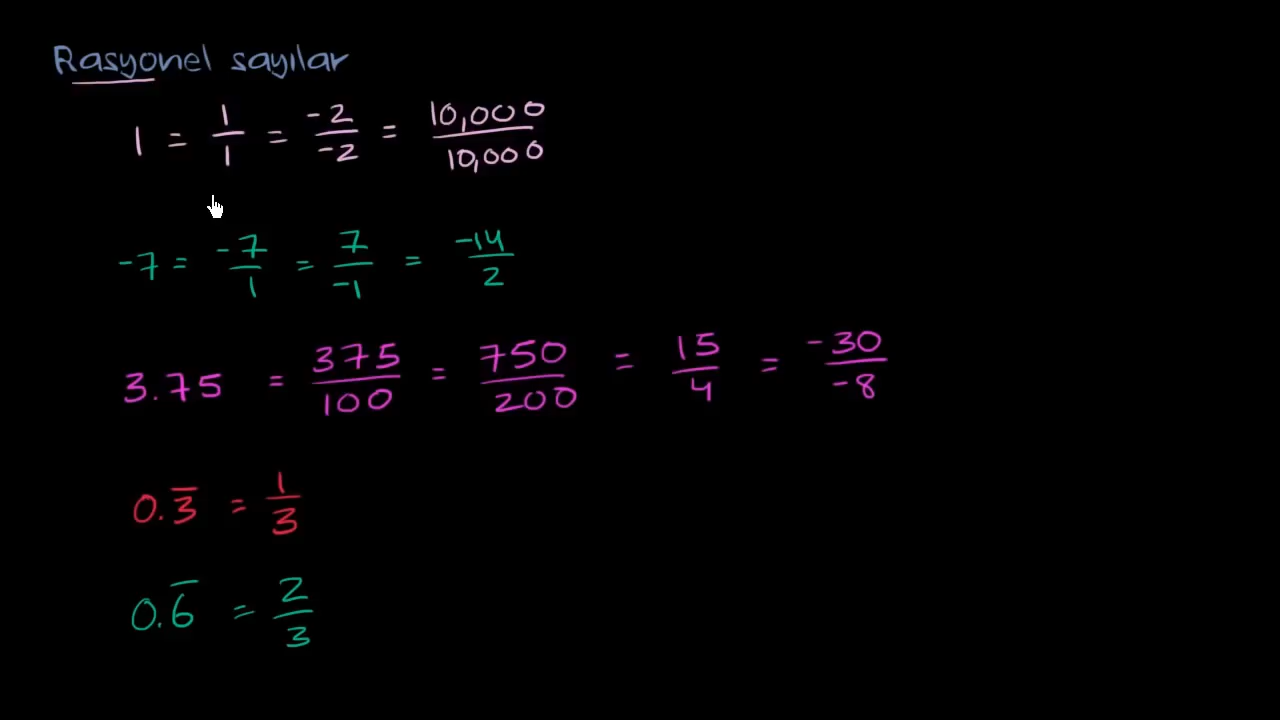 Rasyonel sayılar
1 = 1/1 = -2/-2 = 10,000/10,000
-7 = -7/1 = 7/-1 = -14/2
3.75 = 375/100 = 750/200 = 15/4 = -30/-8
0.3̅ = 1/3
0.6̅ = 2/3